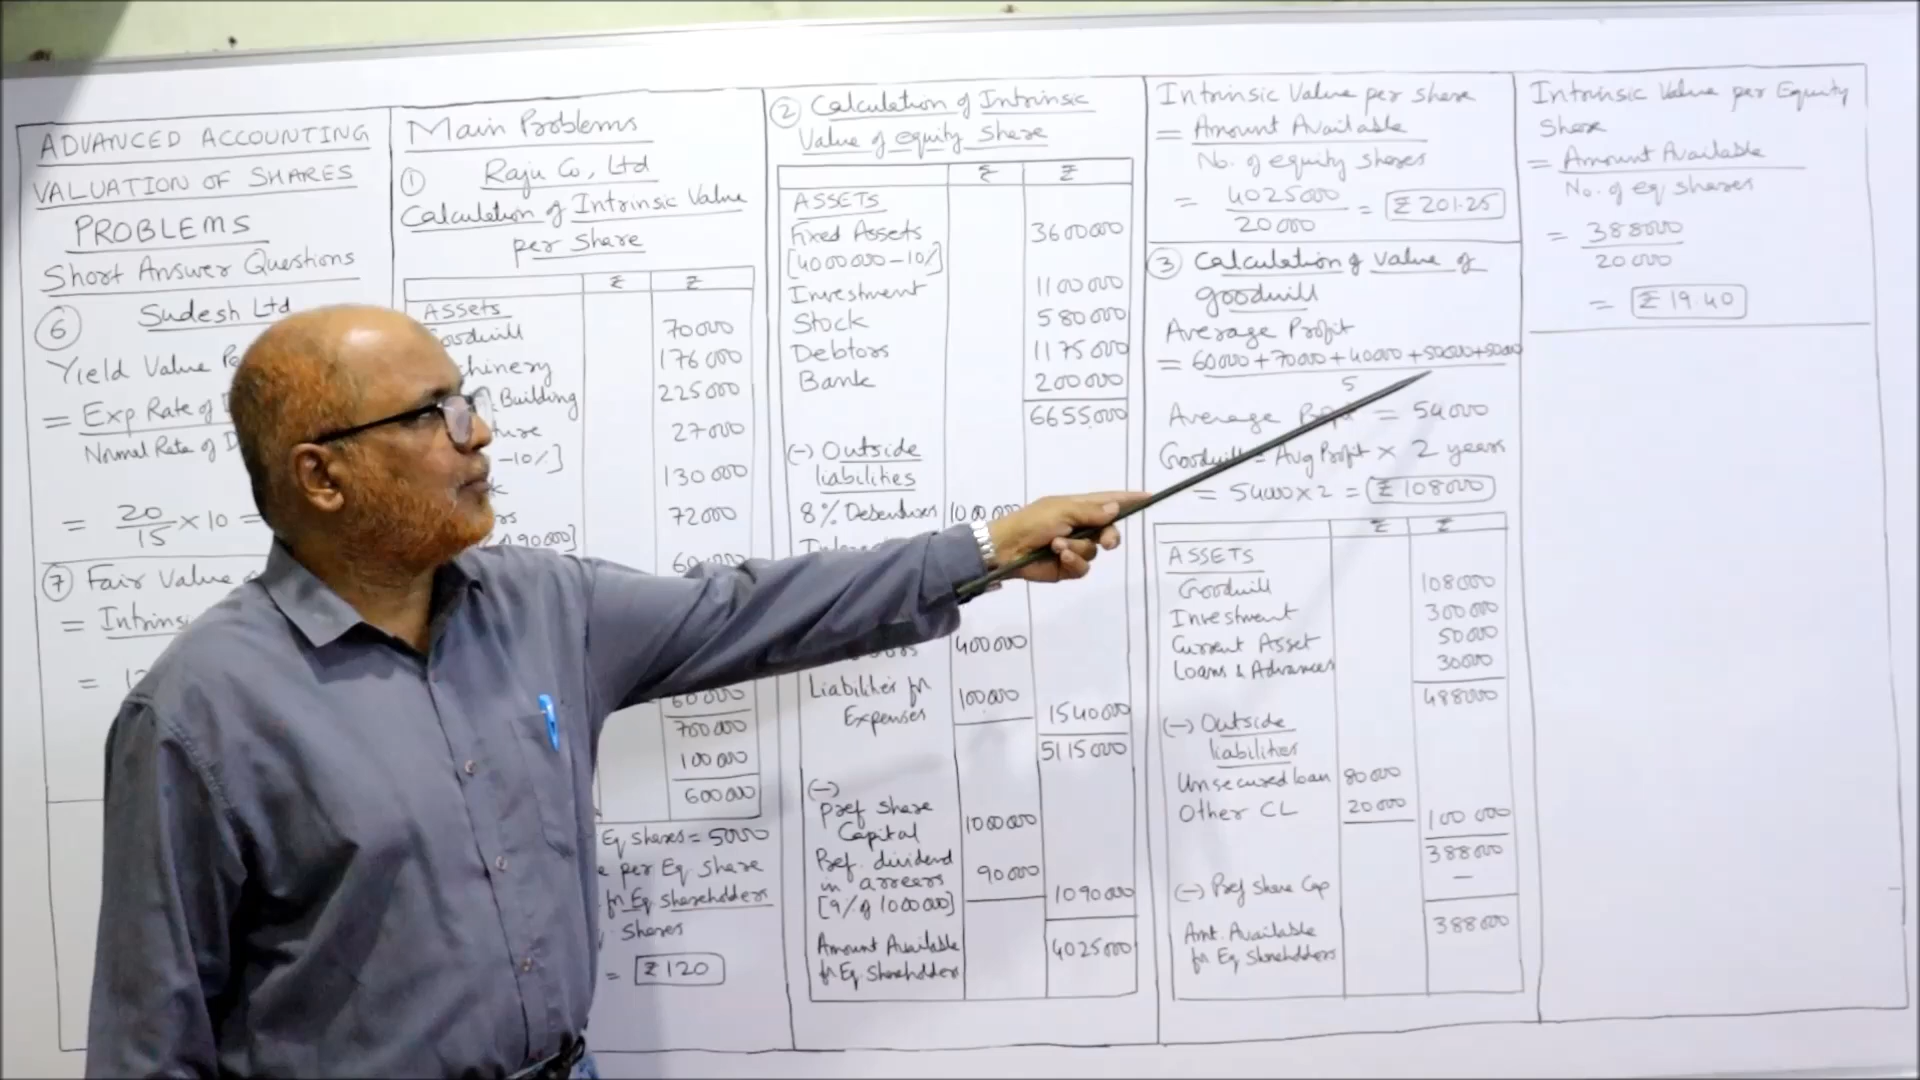 ADVANCED ACCOUNTING
VALUATION OF SHARES
PROBLEMS
Short Answer Questions
6 Sudesh Ltd
Yield Value
= Exp Rate of
Normal Rate of
= 20/15 × 10 =
7 Fair Value
=
=
Main Problems
1 Raju Co, Ltd
Calculation of Intrinsic Value
per share
₹ ₹
Assets
70000
176000
Building 225000
27000
-10%]
130000
72000
90000]
60000
700000
100000
600000
Eq shares = 5000
per Eq share
for Eq shareholders
shares
= ₹ 120
2 Calculation of Intrinsic
Value of equity share
₹ ₹
ASSETS
Fixed Assets 3600000
[4000000-10%]
Investment 1100000
Stock 580000
Debtors 1175000
Bank 200000
6655000
(-) Outside
liabilities
8% Debentures 1000000
400000
Liabilities for
Expenses 100000 1540000
5115000
(-)
Pref share
Capital 1000000
Pref. dividend
in arreers 90000
[9% of 1000000] 1090000
Amount Available
for Eq. Shareholders 4025000
Intrinsic Value per share
= Amount Available
No. of equity shares
= 4025000
20000
= ₹ 201.25
3 Calculation of value of
goodwill
Average Profit
= 60000 + 70000 + 40000 + 50000 + 50000
5
Average = 54000
Goodwill = Avg Profit × 2 years
= 54000 × 2 = ₹ 108000
₹ ₹
ASSETS
Goodwill 108000
Investment 300000
Current Asset 50000
Loans & Advances 30000
488000
(-) Outside
liabilities
Unsecured loan 80000
Other CL 20000 100 000
388000
(-) Pref Share Cap —
Amt. Available
for Eq Shareholders 388000
Intrinsic Value per Equity
Share
= Amount Available
No. of eq shares
= 388000
20000
= ₹ 19.40